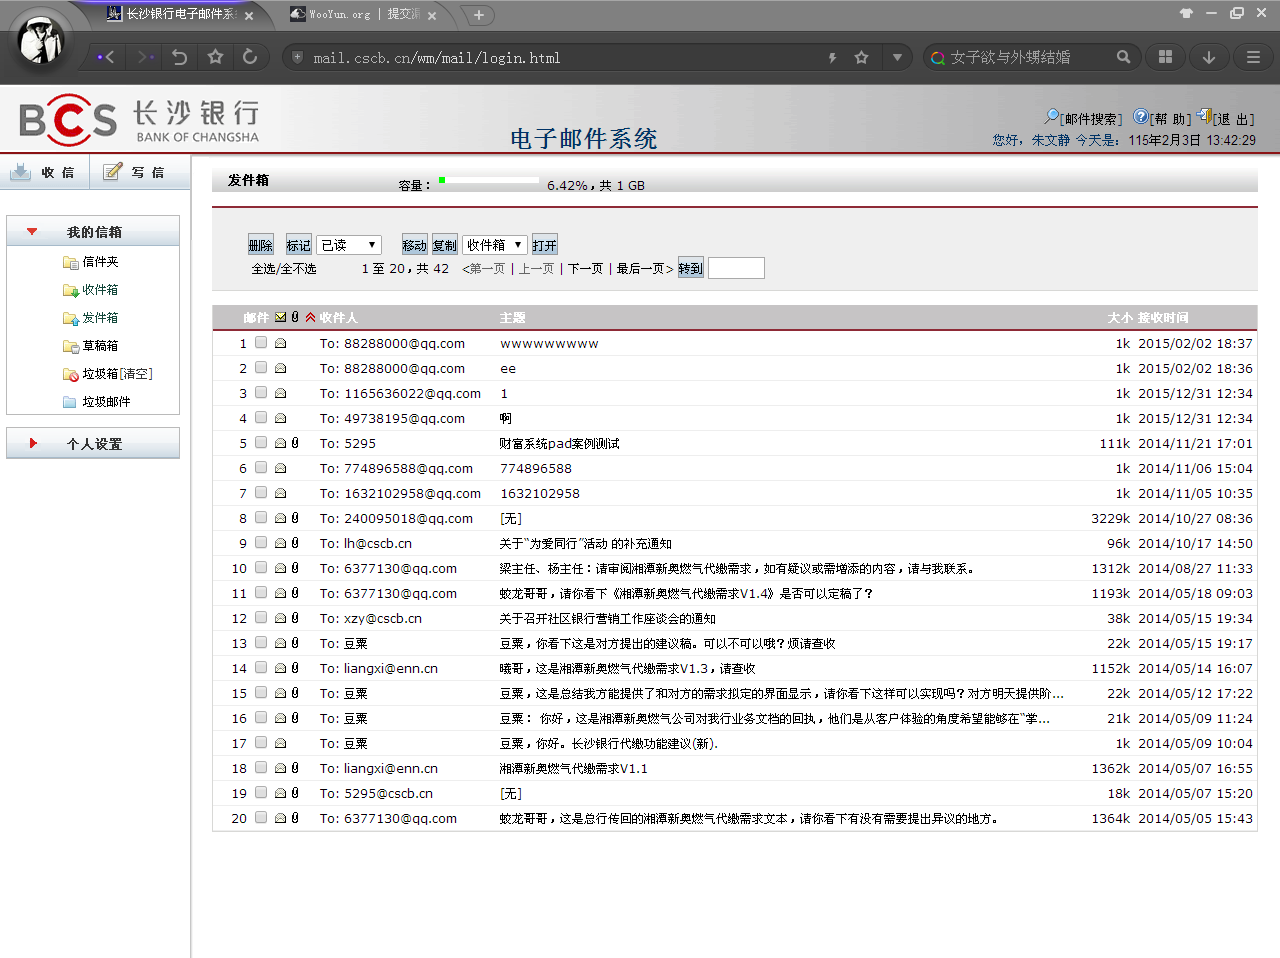 长沙银行电子邮件系
WooYun.org | 提交漏
mail.cscb.cn/wm/mail/login.html
女子欲与外甥结婚
BCS 长沙银行
BANK OF CHANGSHA
电子邮件系统
[邮件搜索] [帮 助] [退 出]
您好，朱文静 今天是： 115年2月3日 13:42:29
收 信 写 信
我的信箱
信件夹
收件箱
发件箱
草稿箱
垃圾箱[清空]
垃圾邮件
个人设置
发件箱 容量： 6.42%，共 1 GB
删除 标记 已读 移动 复制 收件箱 打开
全选/全不选 1 至 20，共 42 <第一页 | 上一页 | 下一页 | 最后一页> 转到
邮件 收件人 主题 大小 接收时间
1 To: 88288000@qq.com wwwwwwwww 1k 2015/02/02 18:37
2 To: 88288000@qq.com ee 1k 2015/02/02 18:36
3 To: 1165636022@qq.com 1 1k 2015/12/31 12:34
4 To: 49738195@qq.com 啊 1k 2015/12/31 12:34
5 To: 5295 财富系统pad案例测试 111k 2014/11/21 17:01
6 To: 774896588@qq.com 774896588 1k 2014/11/06 15:04
7 To: 1632102958@qq.com 1632102958 1k 2014/11/05 10:35
8 To: 240095018@qq.com [无] 3229k 2014/10/27 08:36
9 To: lh@cscb.cn 关于“为爱同行”活动 的补充通知 96k 2014/10/17 14:50
10 To: 6377130@qq.com 梁主任、杨主任：请审阅湘潭新奥燃气代缴需求，如有疑议或需增添的内容，请与我联系。 1312k 2014/08/27 11:33
11 To: 6377130@qq.com 蛟龙哥哥，请你看下《湘潭新奥燃气代缴需求V1.4》是否可以定稿了？ 1193k 2014/05/18 09:03
12 To: xzy@cscb.cn 关于召开社区银行营销工作座谈会的通知 38k 2014/05/15 19:34
13 To: 豆粟 豆粟，你看下这是对方提出的建议稿。可以不可以哦？烦请查收 22k 2014/05/15 19:17
14 To: liangxi@enn.cn 曦哥，这是湘潭新奥燃气代缴需求V1.3，请查收 1152k 2014/05/14 16:07
15 To: 豆粟 豆粟，这是总结我方能提供了和对方的需求拟定的界面显示，请你看下这样可以实现吗？对方明天提供阶... 22k 2014/05/12 17:22
16 To: 豆粟 豆粟： 你好，这是湘潭新奥燃气公司对我行业务文档的回执，他们是从客户体验的角度希望能够在“掌... 21k 2014/05/09 11:24
17 To: 豆粟 豆粟，你好。长沙银行代缴功能建议(新). 1k 2014/05/09 10:04
18 To: liangxi@enn.cn 湘潭新奥燃气代缴需求V1.1 1362k 2014/05/07 16:55
19 To: 5295@cscb.cn [无] 18k 2014/05/07 15:20
20 To: 6377130@qq.com 蛟龙哥哥，这是总行传回的湘潭新奥燃气代缴需求文本，请你看下有没有需要提出异议的地方。 1364k 2014/05/05 15:43